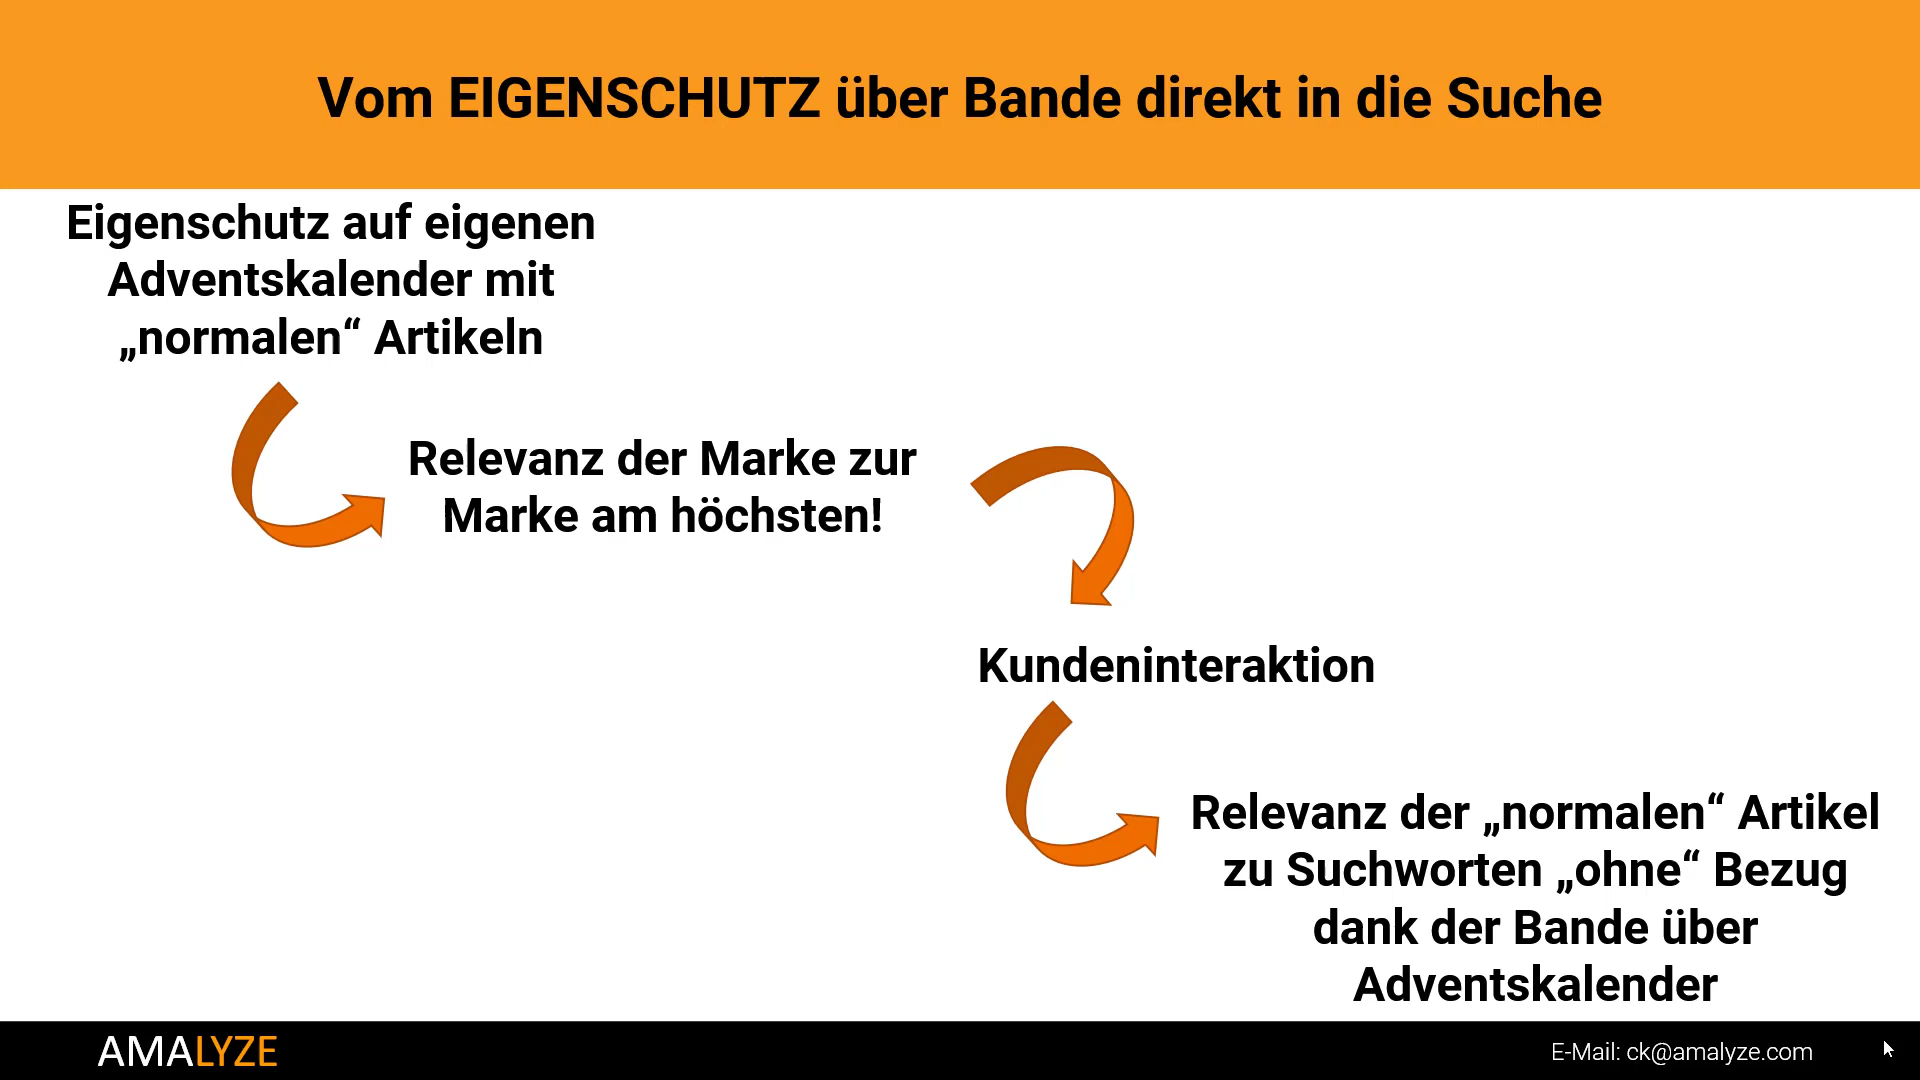 Vom EIGENSCHUTZ über Bande direkt in die Suche
Eigenschutz auf eigenen
Adventskalender mit
„normalen“ Artikeln
Relevanz der Marke zur
Marke am höchsten!
Kundeninteraktion
Relevanz der „normalen“ Artikel
zu Suchworten „ohne“ Bezug
dank der Bande über
Adventskalender
AMALYZE
E-Mail: ck@amalyze.com